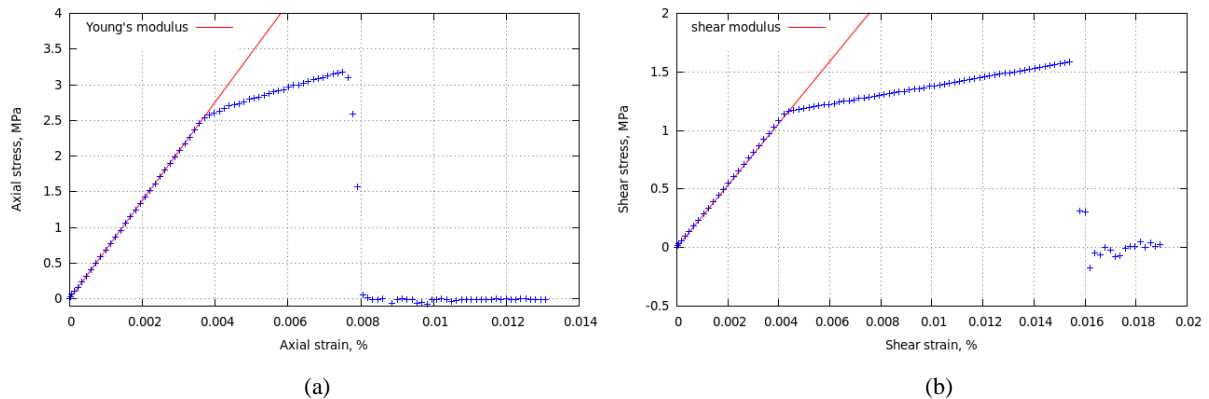 Young's modulus
Axial stress, MPa
4
3.5
3
2.5
2
1.5
1
0.5
0
0 0.002 0.004 0.006 0.008 0.01 0.012 0.014
Axial strain, %
(a)
shear modulus
Shear stress, MPa
2
1.5
1
0.5
0
-0.5
0 0.002 0.004 0.006 0.008 0.01 0.012 0.014 0.016 0.018 0.02
Shear strain, %
(b)